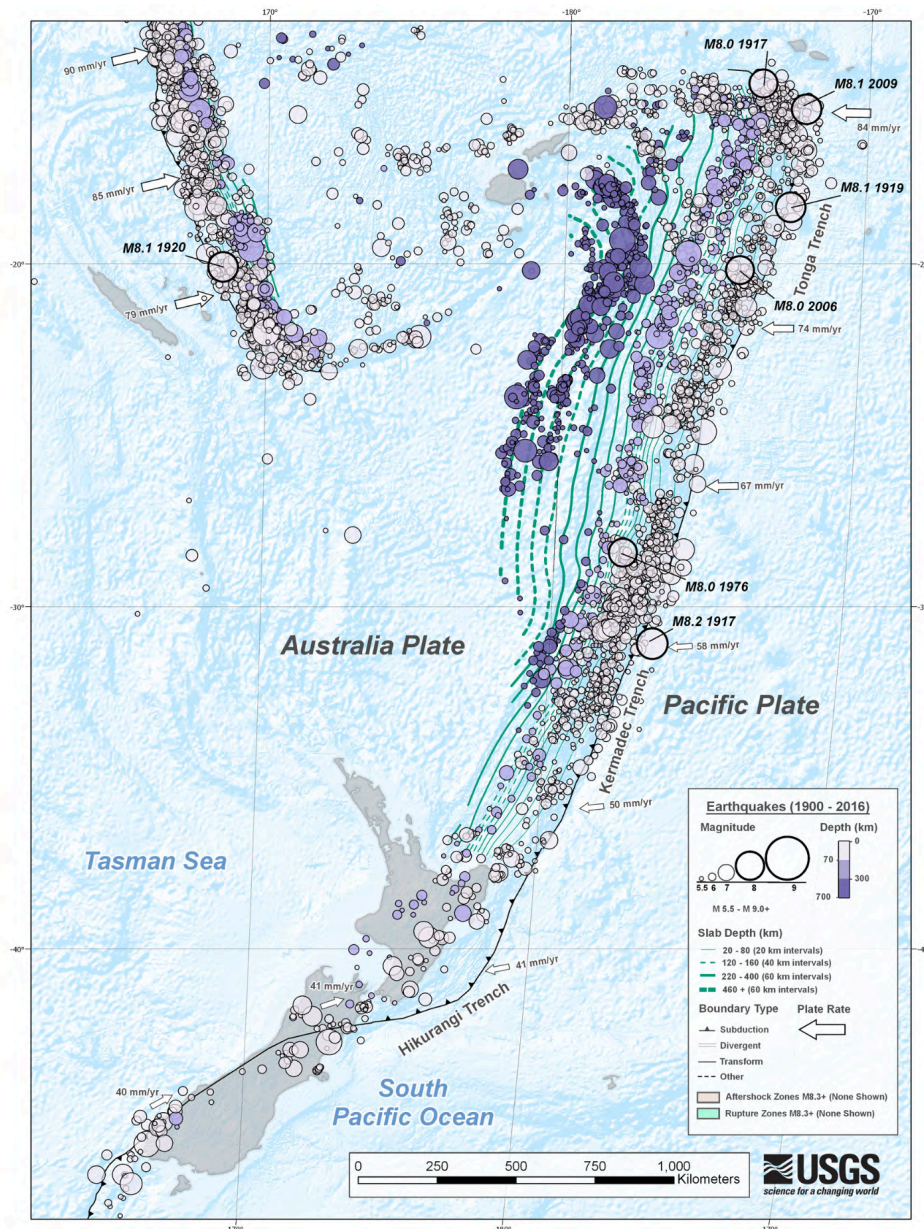 170°
-180°
-170°
M8.0 1917
90 mm/yr
M8.1 2009
84 mm/yr
85 mm/yr
M8.1 1919
M8.1 1920
Tonga Trench
-20°
79 mm/yr
M8.0 2006
74 mm/yr
67 mm/yr
M8.0 1976
-30°
M8.2 1917
Australia Plate
58 mm/yr
Pacific Plate
Kermadec Trench
50 mm/yr
Tasman Sea
Earthquakes (1900 - 2016)
Magnitude
Depth (km)
0
70
300
700
5.5 6 7 8 9
M 5.5 - M 9.0+
Slab Depth (km)
20 - 80 (20 km intervals)
120 - 160 (40 km intervals)
220 - 400 (60 km intervals)
460 + (60 km intervals)
Boundary Type
Plate Rate
Subduction
Divergent
Transform
Other
Aftershock Zones M8.3+ (None Shown)
Rupture Zones M8.3+ (None Shown)
-40°
41 mm/yr
41 mm/yr
Hikurangi Trench
40 mm/yr
South
Pacific Ocean
0 250 500 750 1,000
Kilometers
USGS
science for a changing world